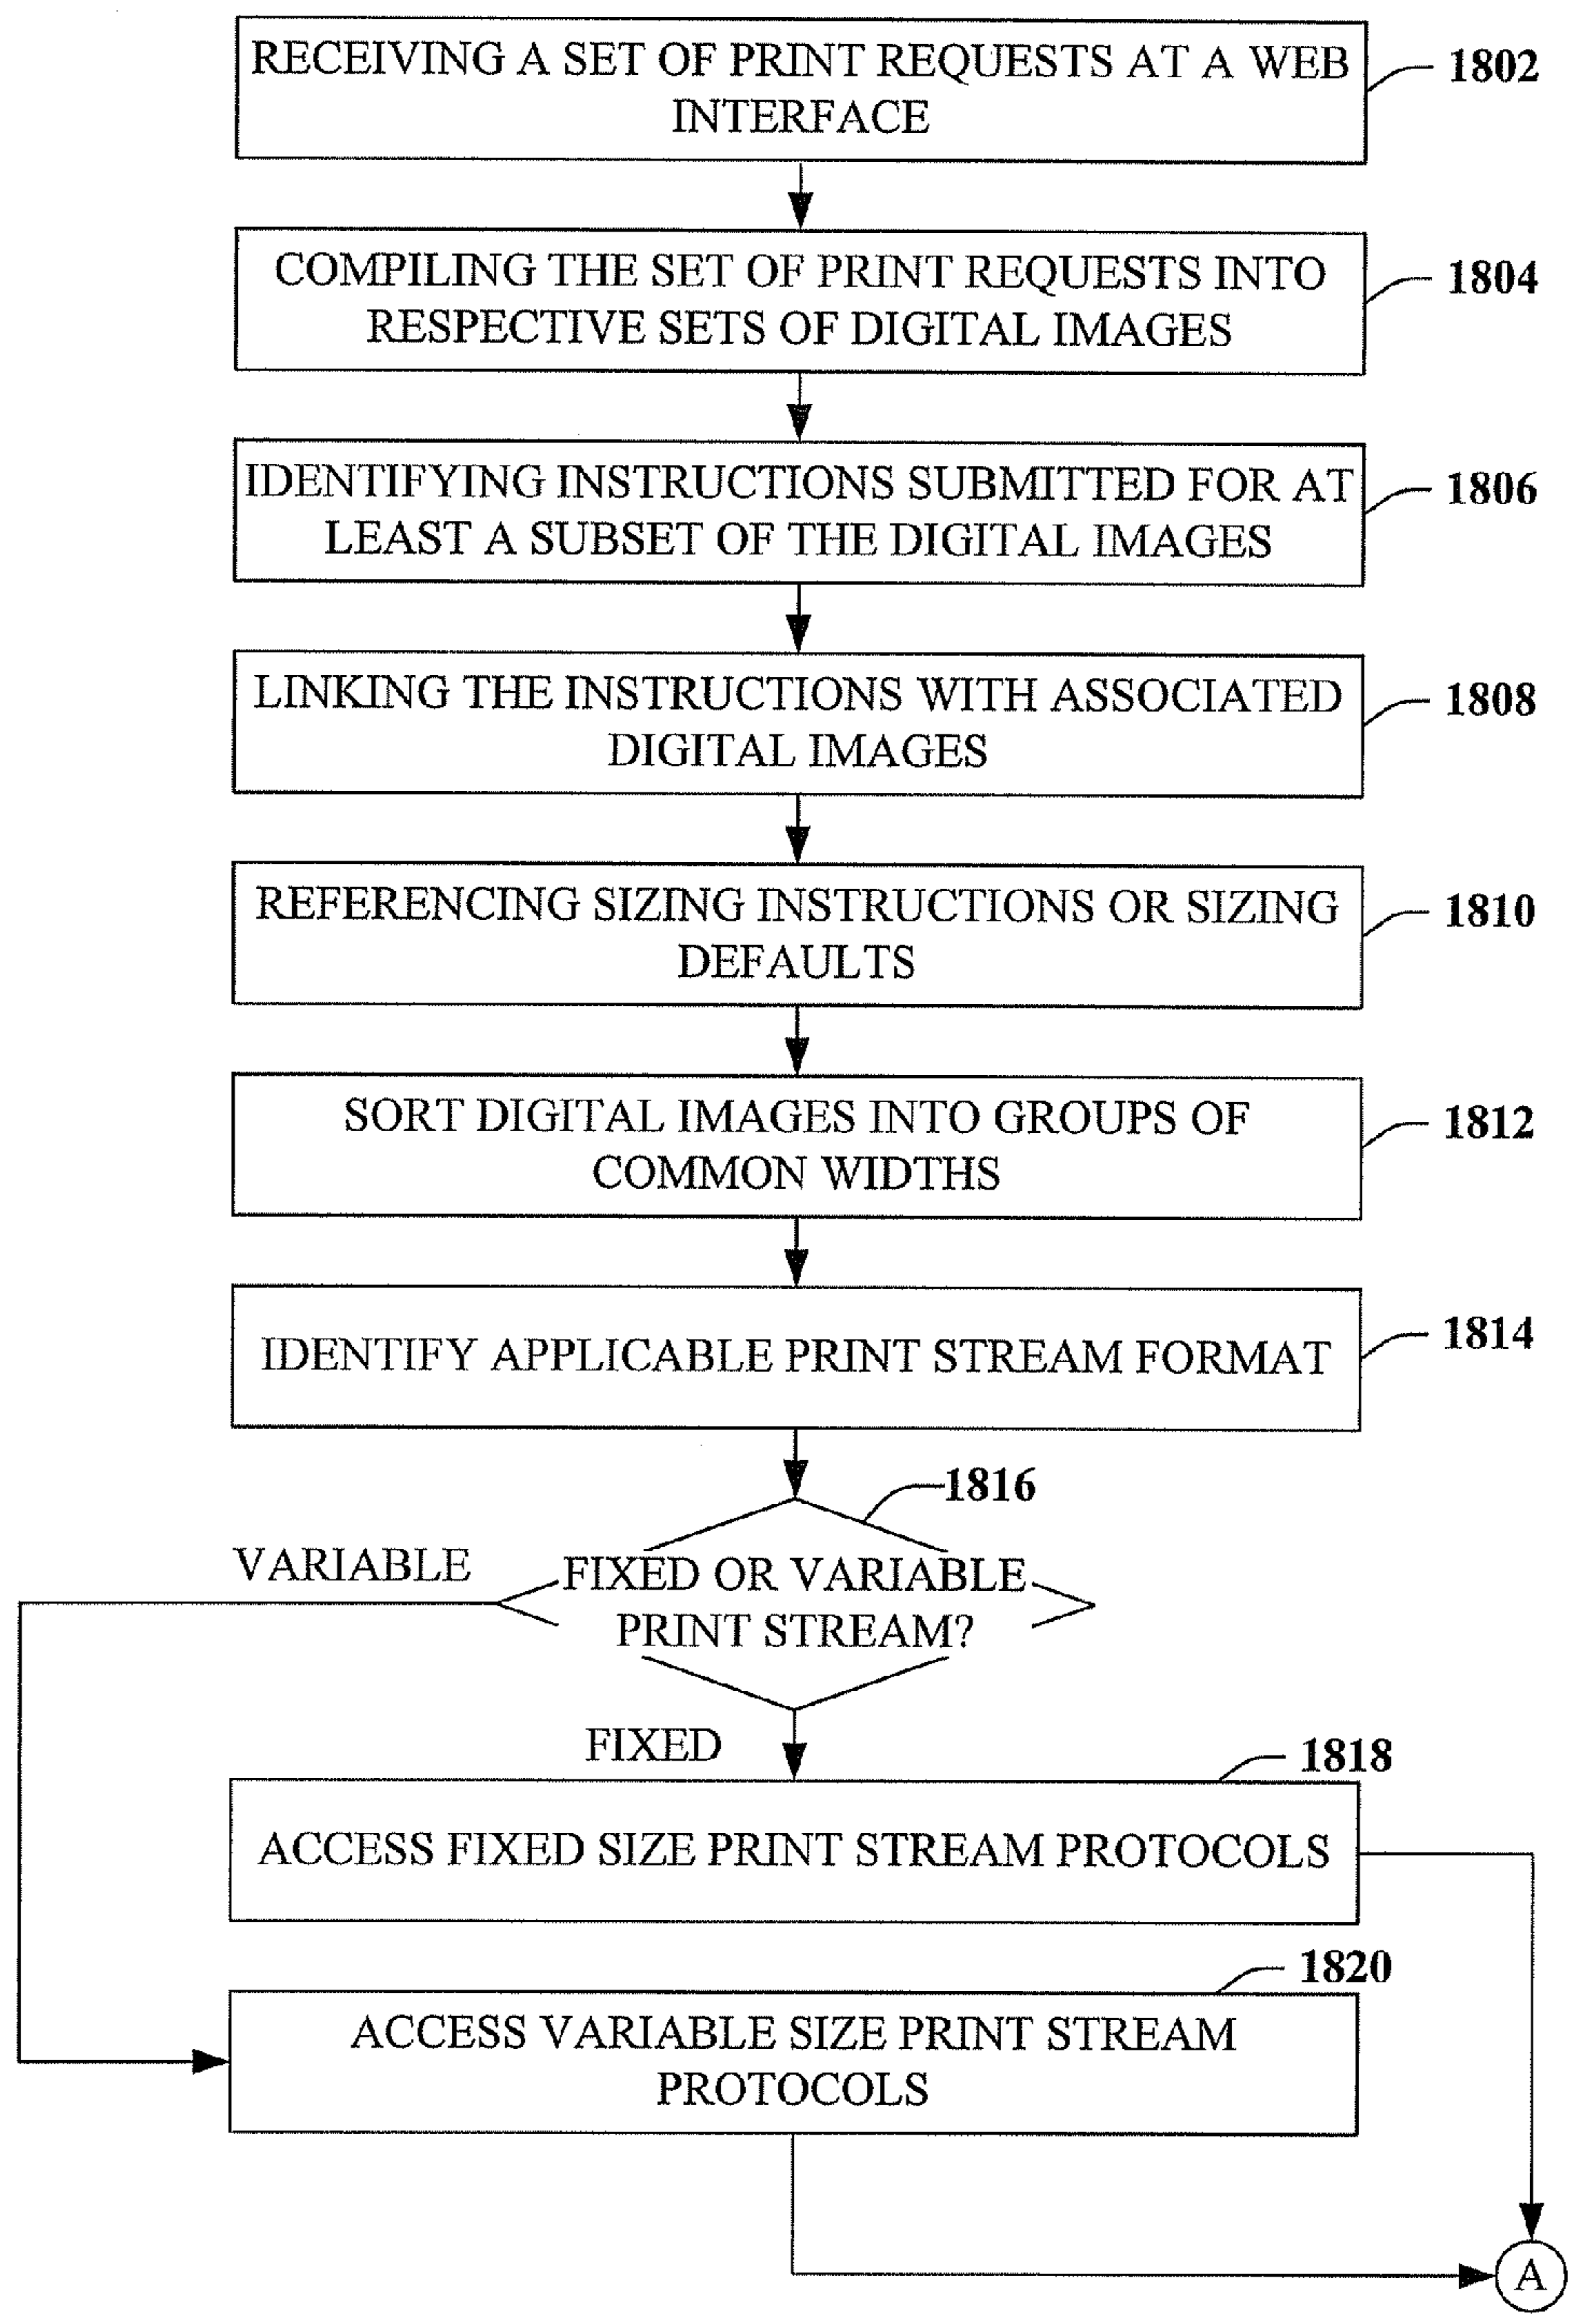 RECEIVING A SET OF PRINT REQUESTS AT A WEB
INTERFACE
1802
COMPILING THE SET OF PRINT REQUESTS INTO
RESPECTIVE SETS OF DIGITAL IMAGES
1804
IDENTIFYING INSTRUCTIONS SUBMITTED FOR AT
LEAST A SUBSET OF THE DIGITAL IMAGES
1806
LINKING THE INSTRUCTIONS WITH ASSOCIATED
DIGITAL IMAGES
1808
REFERENCING SIZING INSTRUCTIONS OR SIZING
DEFAULTS
1810
SORT DIGITAL IMAGES INTO GROUPS OF
COMMON WIDTHS
1812
IDENTIFY APPLICABLE PRINT STREAM FORMAT
1814
1816
VARIABLE
FIXED OR VARIABLE
PRINT STREAM?
FIXED
1818
ACCESS FIXED SIZE PRINT STREAM PROTOCOLS
1820
ACCESS VARIABLE SIZE PRINT STREAM
PROTOCOLS
A